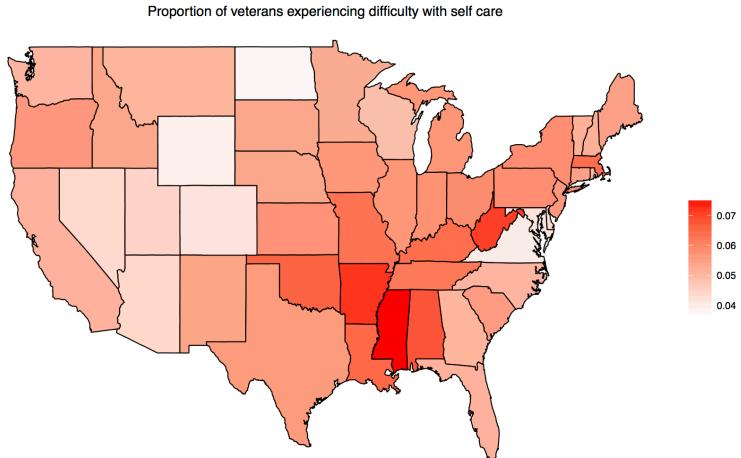 Proportion of veterans experiencing difficulty with self care
0.07
0.06
0.05
0.04